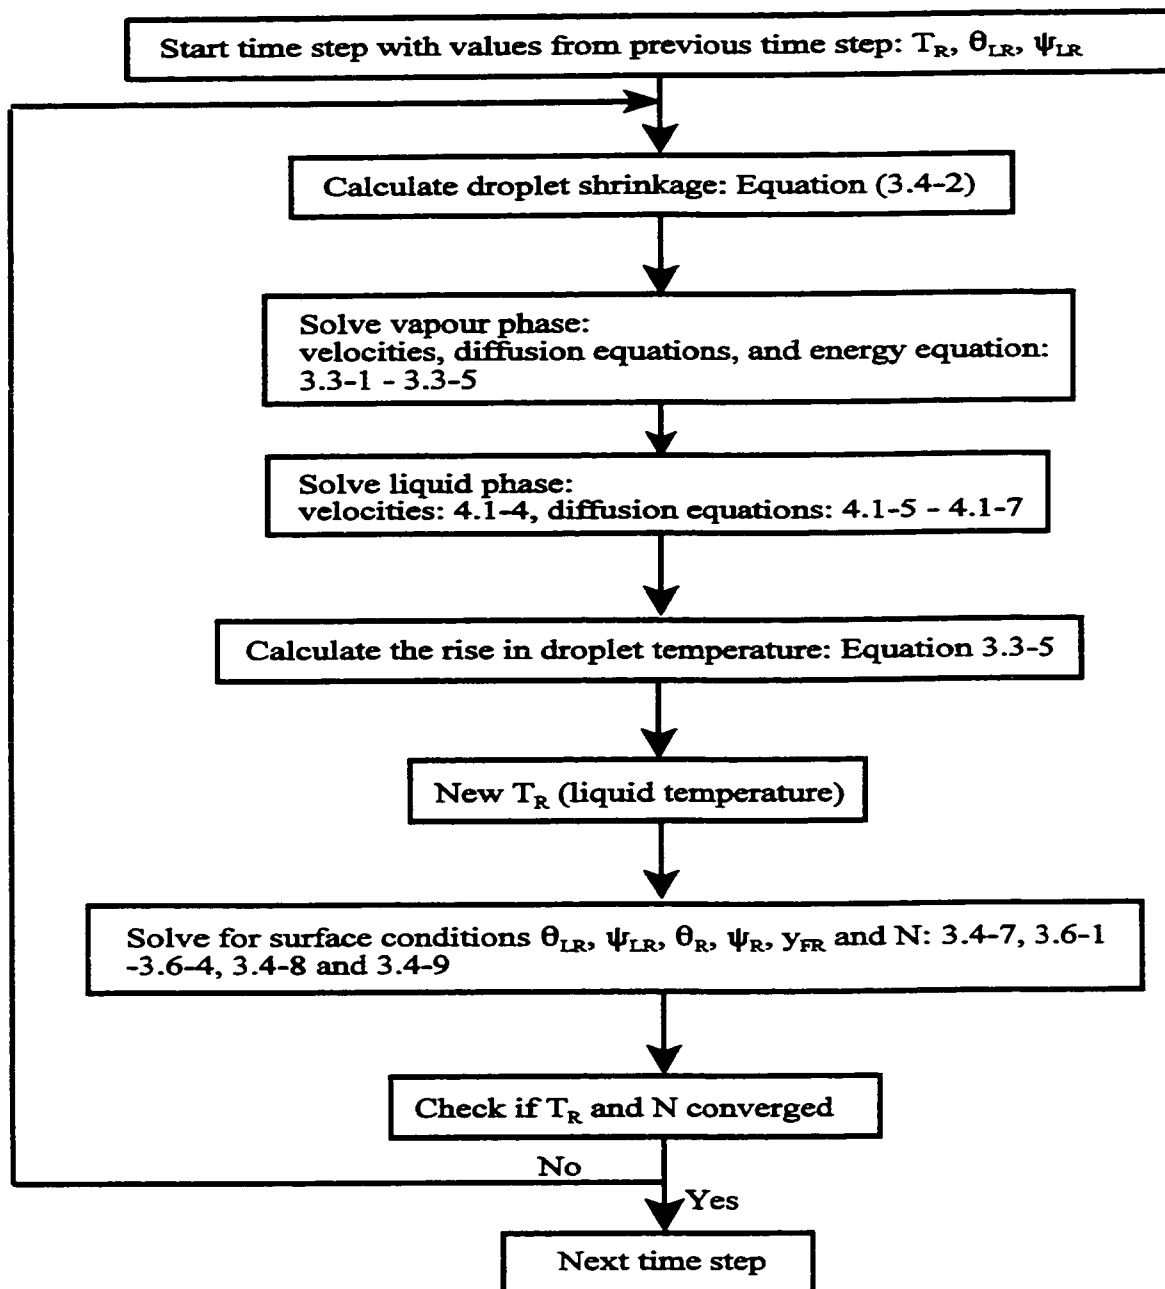 Start time step with values from previous time step: T_R, θ_LR, ψ_LR
Calculate droplet shrinkage: Equation (3.4-2)
Solve vapour phase:
velocities, diffusion equations, and energy equation:
3.3-1 - 3.3-5
Solve liquid phase:
velocities: 4.1-4, diffusion equations: 4.1-5 - 4.1-7
Calculate the rise in droplet temperature: Equation 3.3-5
New T_R (liquid temperature)
Solve for surface conditions θ_LR, ψ_LR, θ_R, ψ_R, y_FR and N: 3.4-7, 3.6-1
-3.6-4, 3.4-8 and 3.4-9
Check if T_R and N converged
No
Yes
Next time step